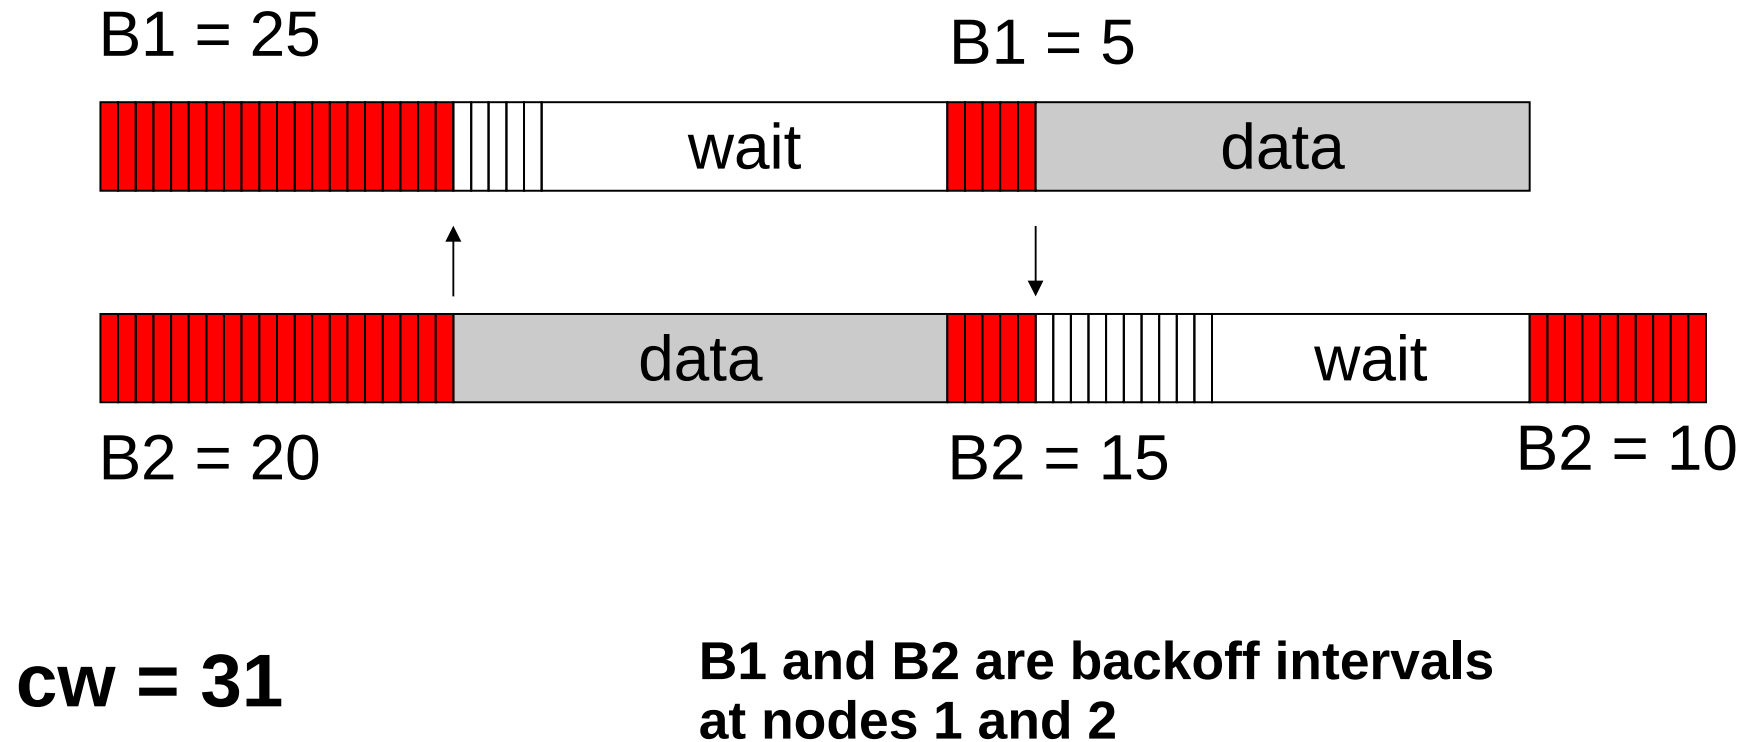 B1 = 25
B1 = 5
wait
data
data
wait
B2 = 20
B2 = 15
B2 = 10
cw = 31
B1 and B2 are backoff intervals
at nodes 1 and 2